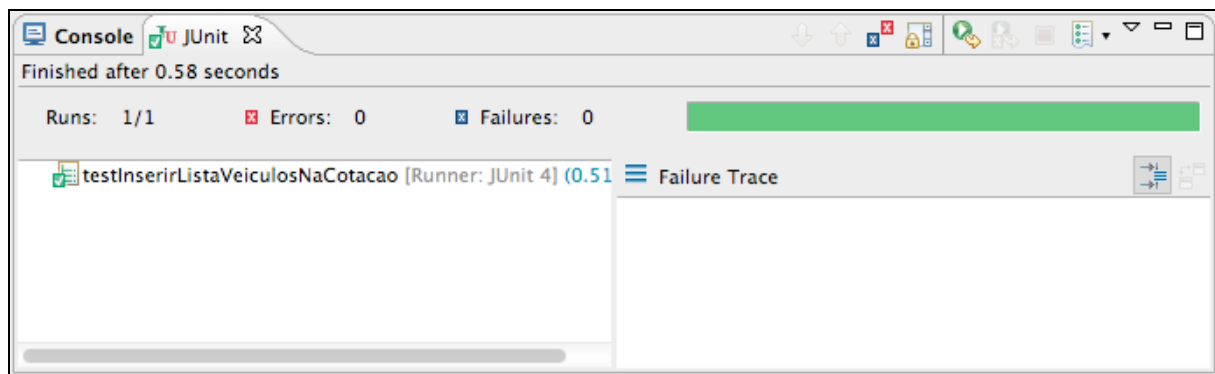 Console JUnit
Finished after 0.58 seconds
Runs: 1/1 Errors: 0 Failures: 0
testInserirListaVeiculosNaCotacao [Runner: JUnit 4] (0.51
Failure Trace